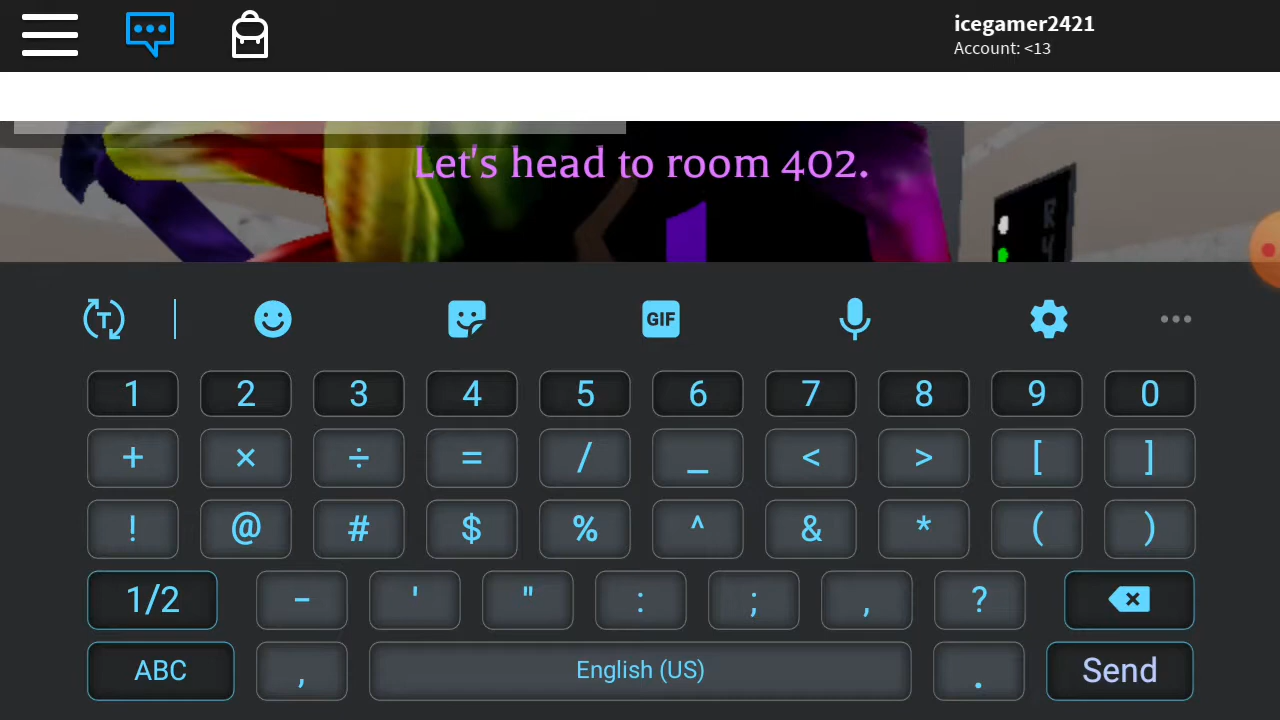 icegamer2421
Account: <13
Let's head to room 402.
GIF
1 2 3 4 5 6 7 8 9 0
+ × ÷ = / _ < > [ ]
! @ # $ % ^ & * ( )
1/2 - ' " : ; , ?
ABC , English (US) . Send